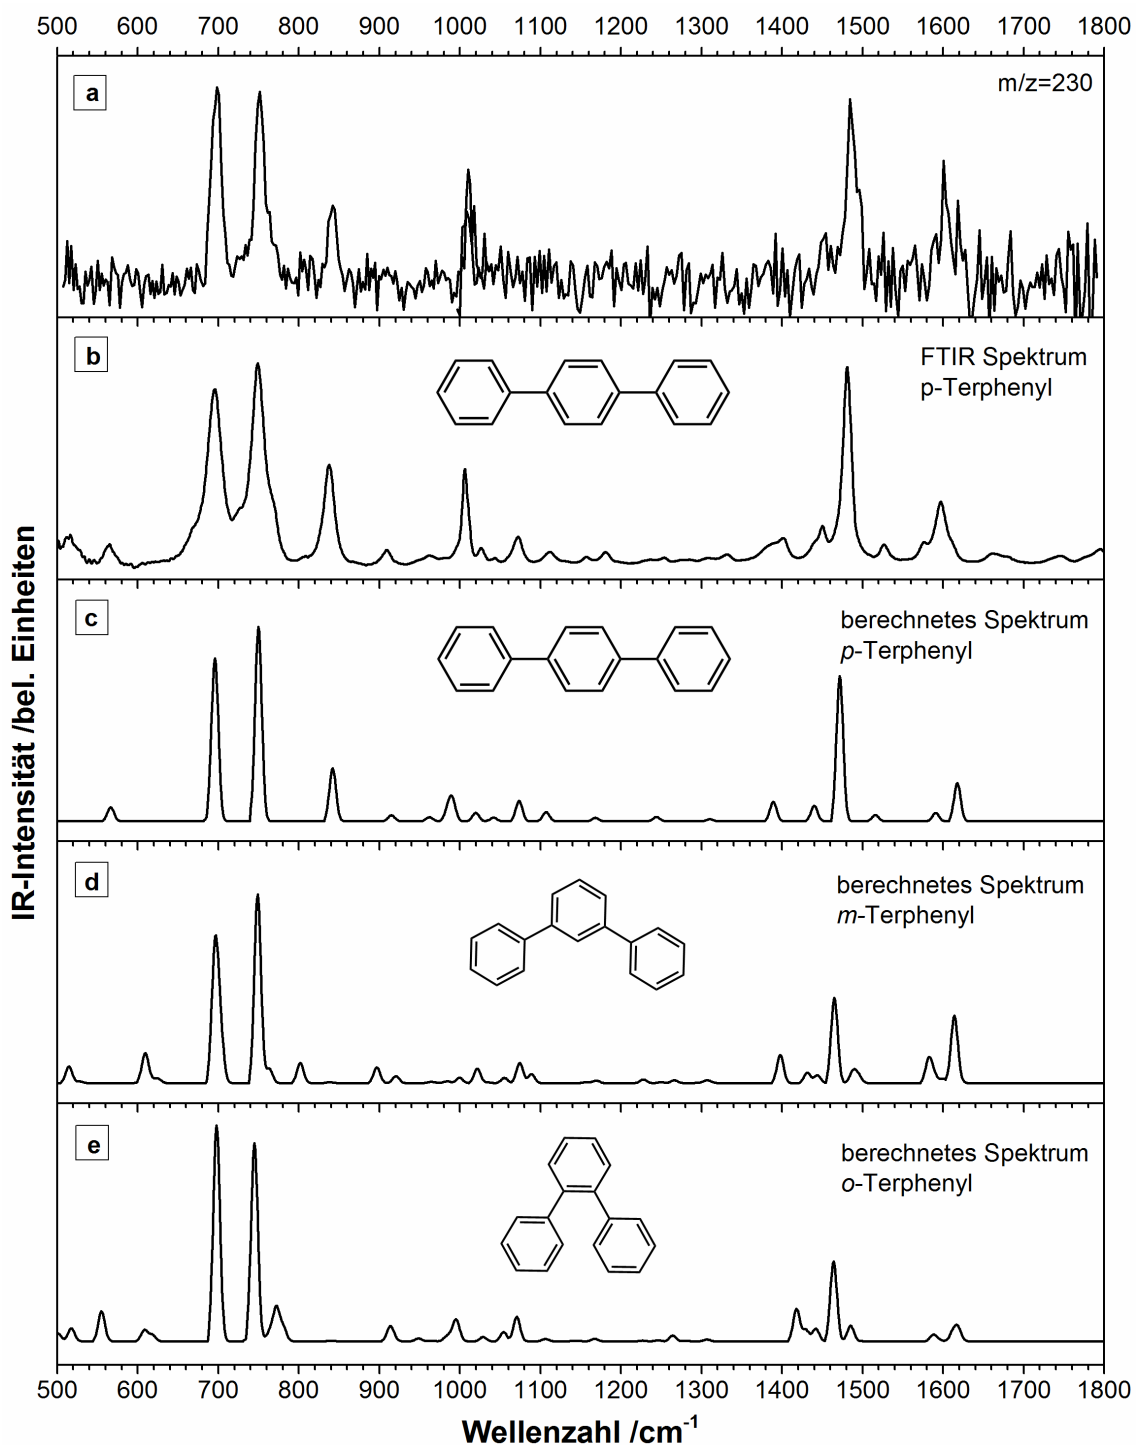 500 600 700 800 900 1000 1100 1200 1300 1400 1500 1600 1700 1800
a
m/z=230
b
FTIR Spektrum
p-Terphenyl
c
berechnetes Spektrum
p-Terphenyl
d
berechnetes Spektrum
m-Terphenyl
e
berechnetes Spektrum
o-Terphenyl
IR-Intensität /bel. Einheiten
500 600 700 800 900 1000 1100 1200 1300 1400 1500 1600 1700 1800
Wellenzahl /cm⁻¹